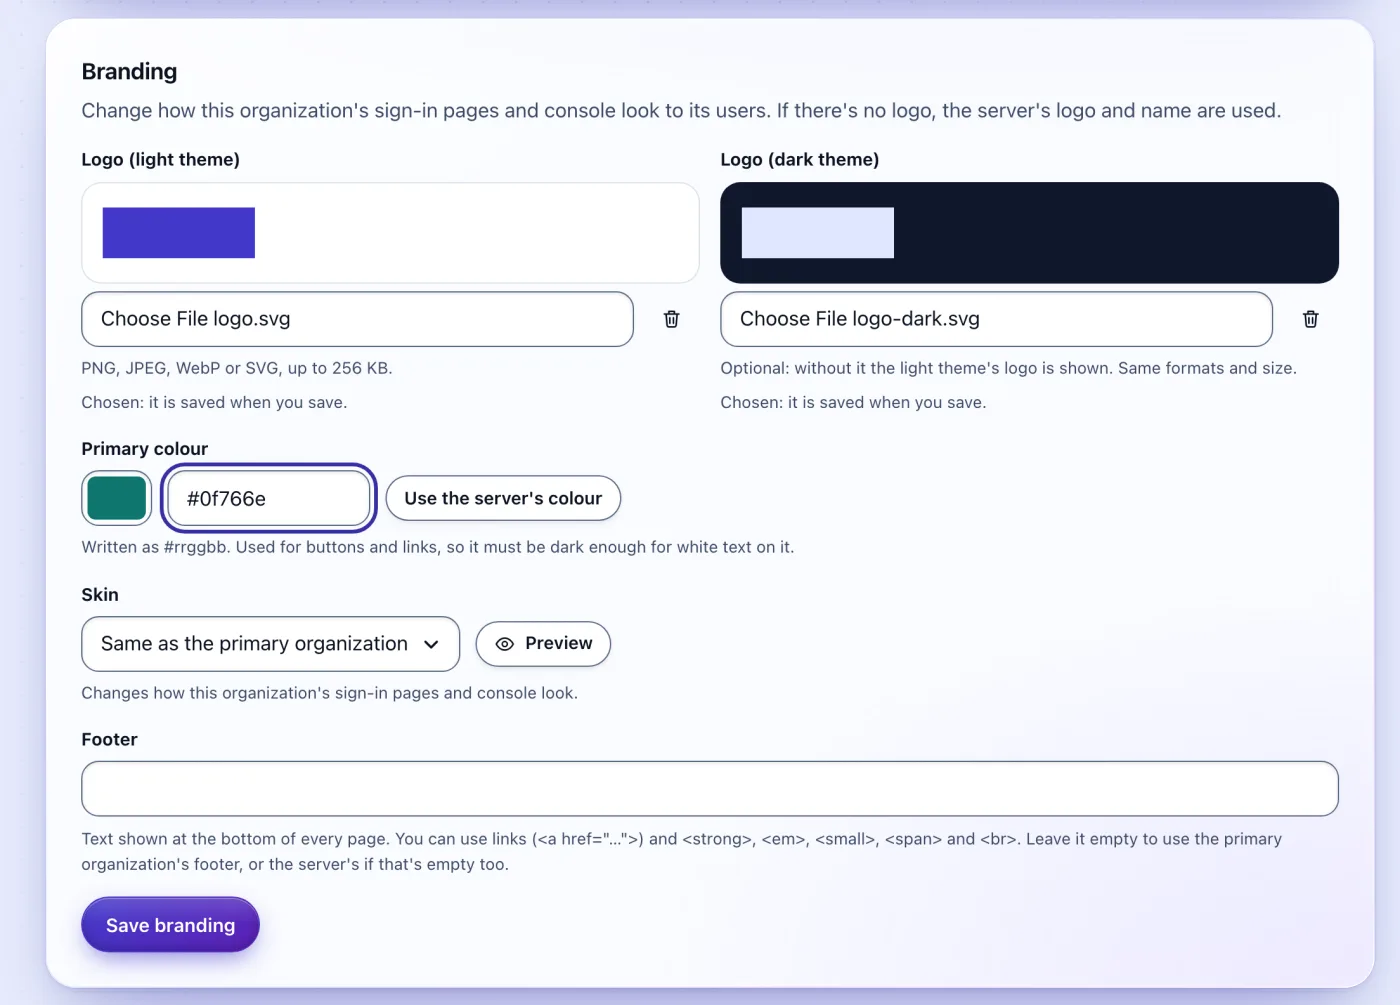 Branding
Change how this organization's sign-in pages and console look to its users. If there's no logo, the server's logo and name are used.
Logo (light theme)
Logo (dark theme)
Choose File logo.svg
Choose File logo-dark.svg
PNG, JPEG, WebP or SVG, up to 256 KB.
Optional: without it the light theme's logo is shown. Same formats and size.
Chosen: it is saved when you save.
Chosen: it is saved when you save.
Primary colour
#0f766e
Use the server's colour
Written as #rrggbb. Used for buttons and links, so it must be dark enough for white text on it.
Skin
Same as the primary organization
Preview
Changes how this organization's sign-in pages and console look.
Footer
Text shown at the bottom of every page. You can use links (<a href="...">) and <strong>, <em>, <small>, <span> and <br>. Leave it empty to use the primary
organization's footer, or the server's if that's empty too.
Save branding